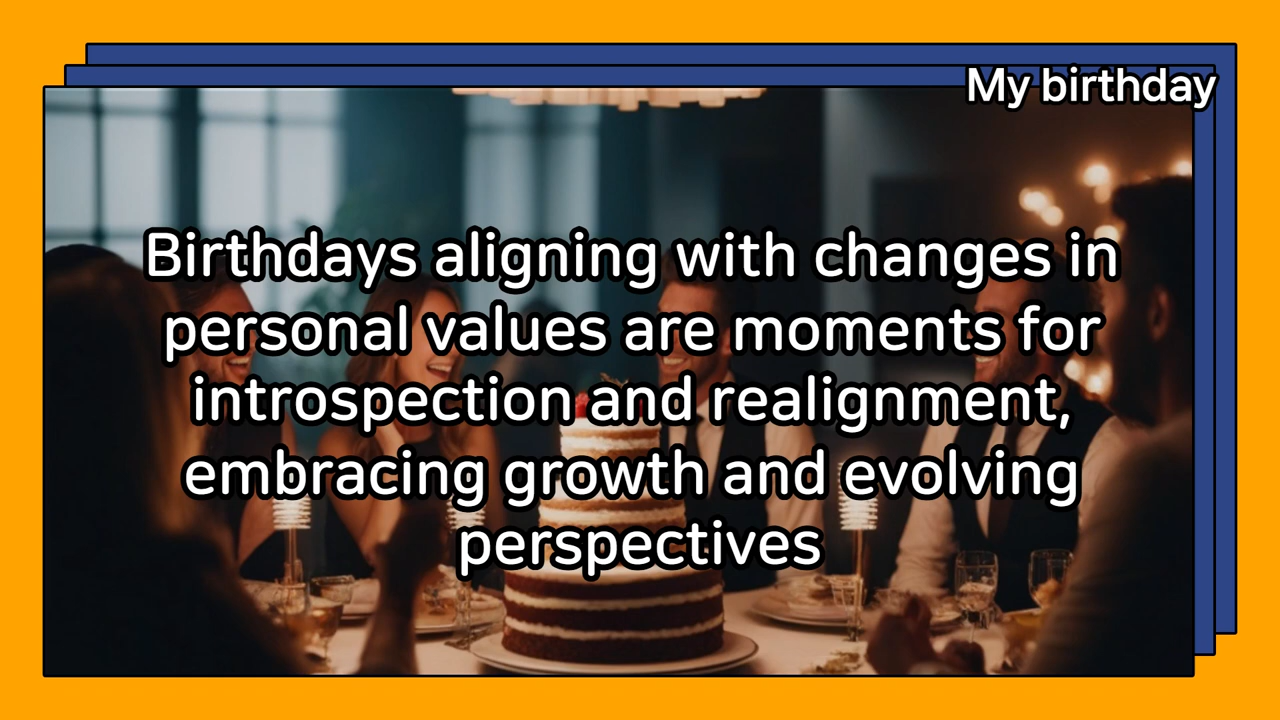 My birthday
Birthdays aligning with changes in
personal values are moments for
introspection and realignment,
embracing growth and evolving
perspectives